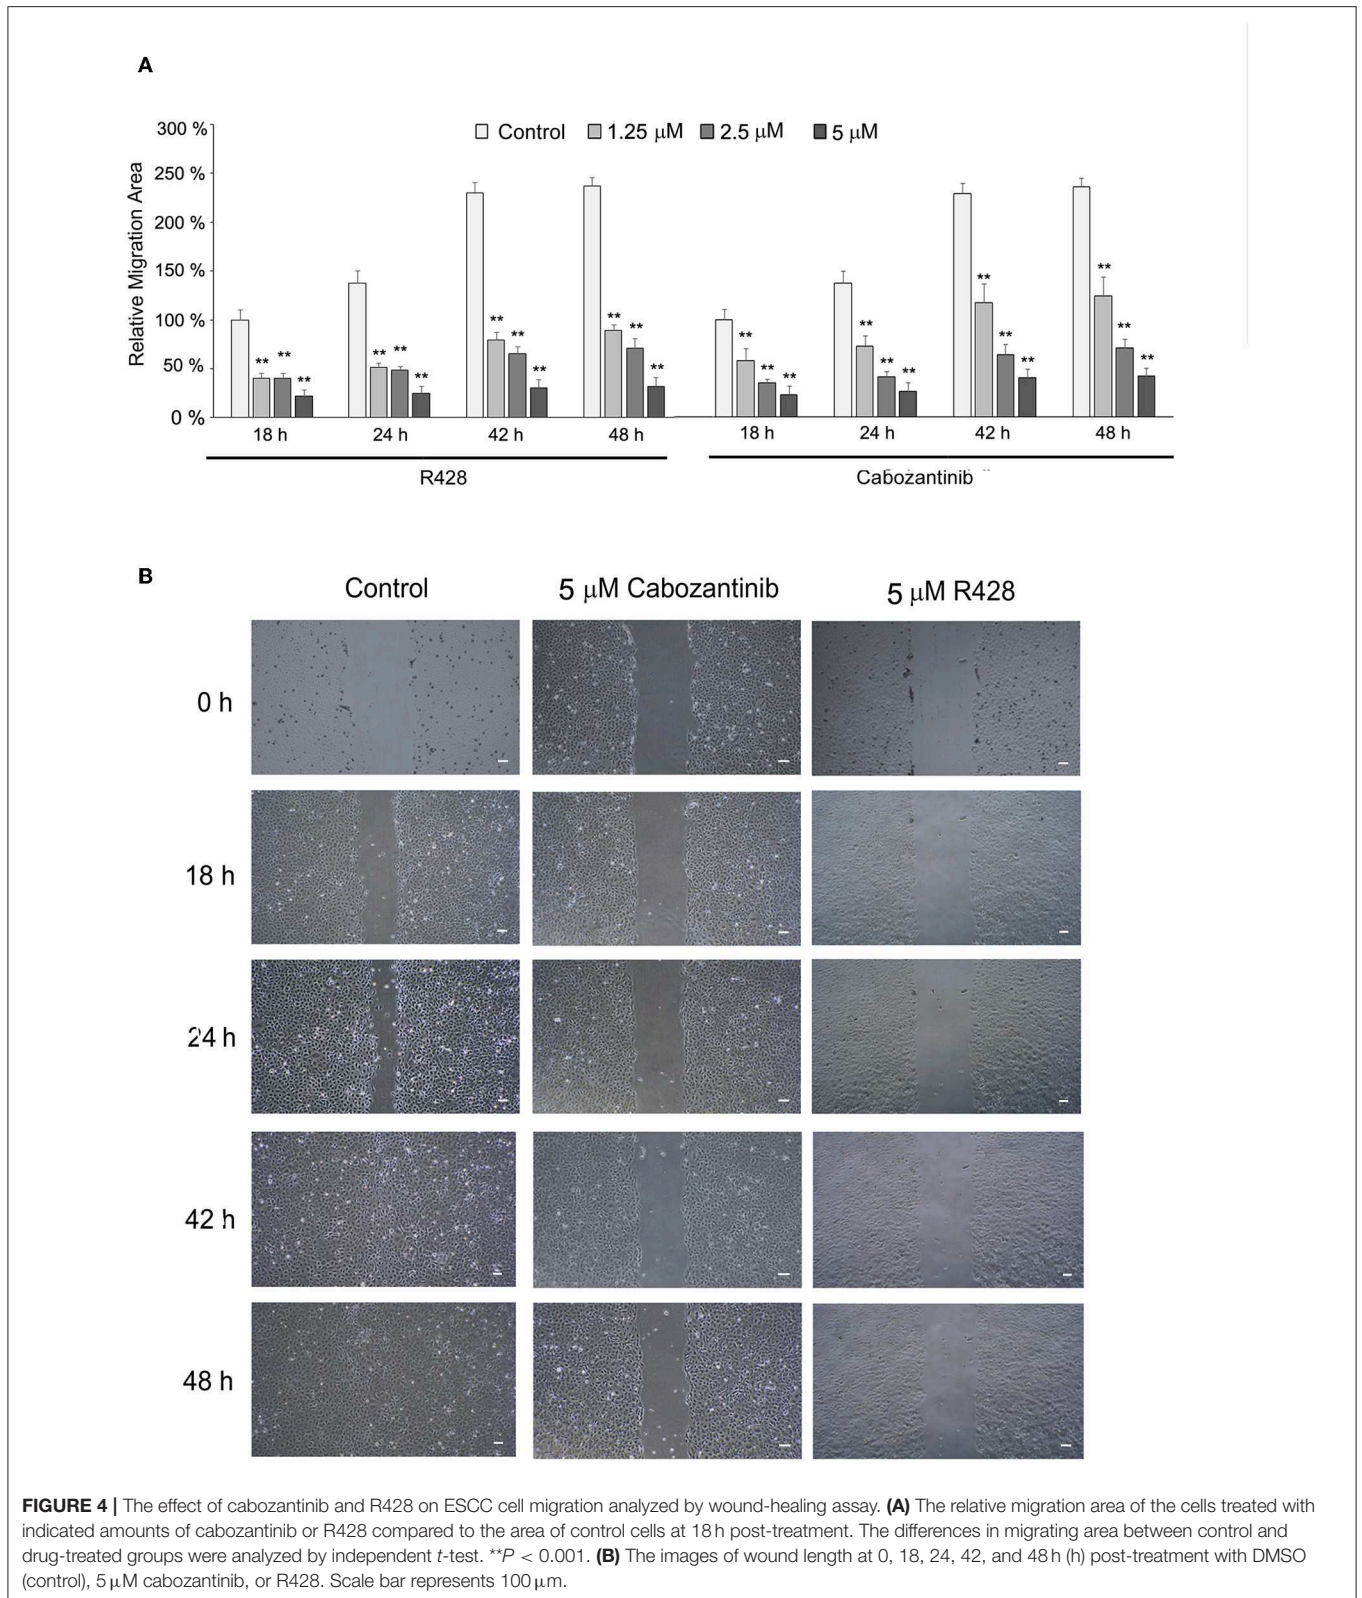 A
300 %
250 %
200 %
150 %
100 %
50 %
0 %
Relative Migration Area
Control 1.25 μM 2.5 μM 5 μM
** ** ** ** ** ** ** ** ** ** ** ** ** ** ** ** ** ** ** ** ** ** ** **
18 h 24 h 42 h 48 h 18 h 24 h 42 h 48 h
R428 Cabozantinib
B
Control 5 μM Cabozantinib 5 μM R428
0 h
18 h
24 h
42 h
48 h
FIGURE 4 | The effect of cabozantinib and R428 on ESCC cell migration analyzed by wound-healing assay. (A) The relative migration area of the cells treated with
indicated amounts of cabozantinib or R428 compared to the area of control cells at 18 h post-treatment. The differences in migrating area between control and
drug-treated groups were analyzed by independent t-test. **P < 0.001. (B) The images of wound length at 0, 18, 24, 42, and 48 h (h) post-treatment with DMSO
(control), 5 μM cabozantinib, or R428. Scale bar represents 100 μm.